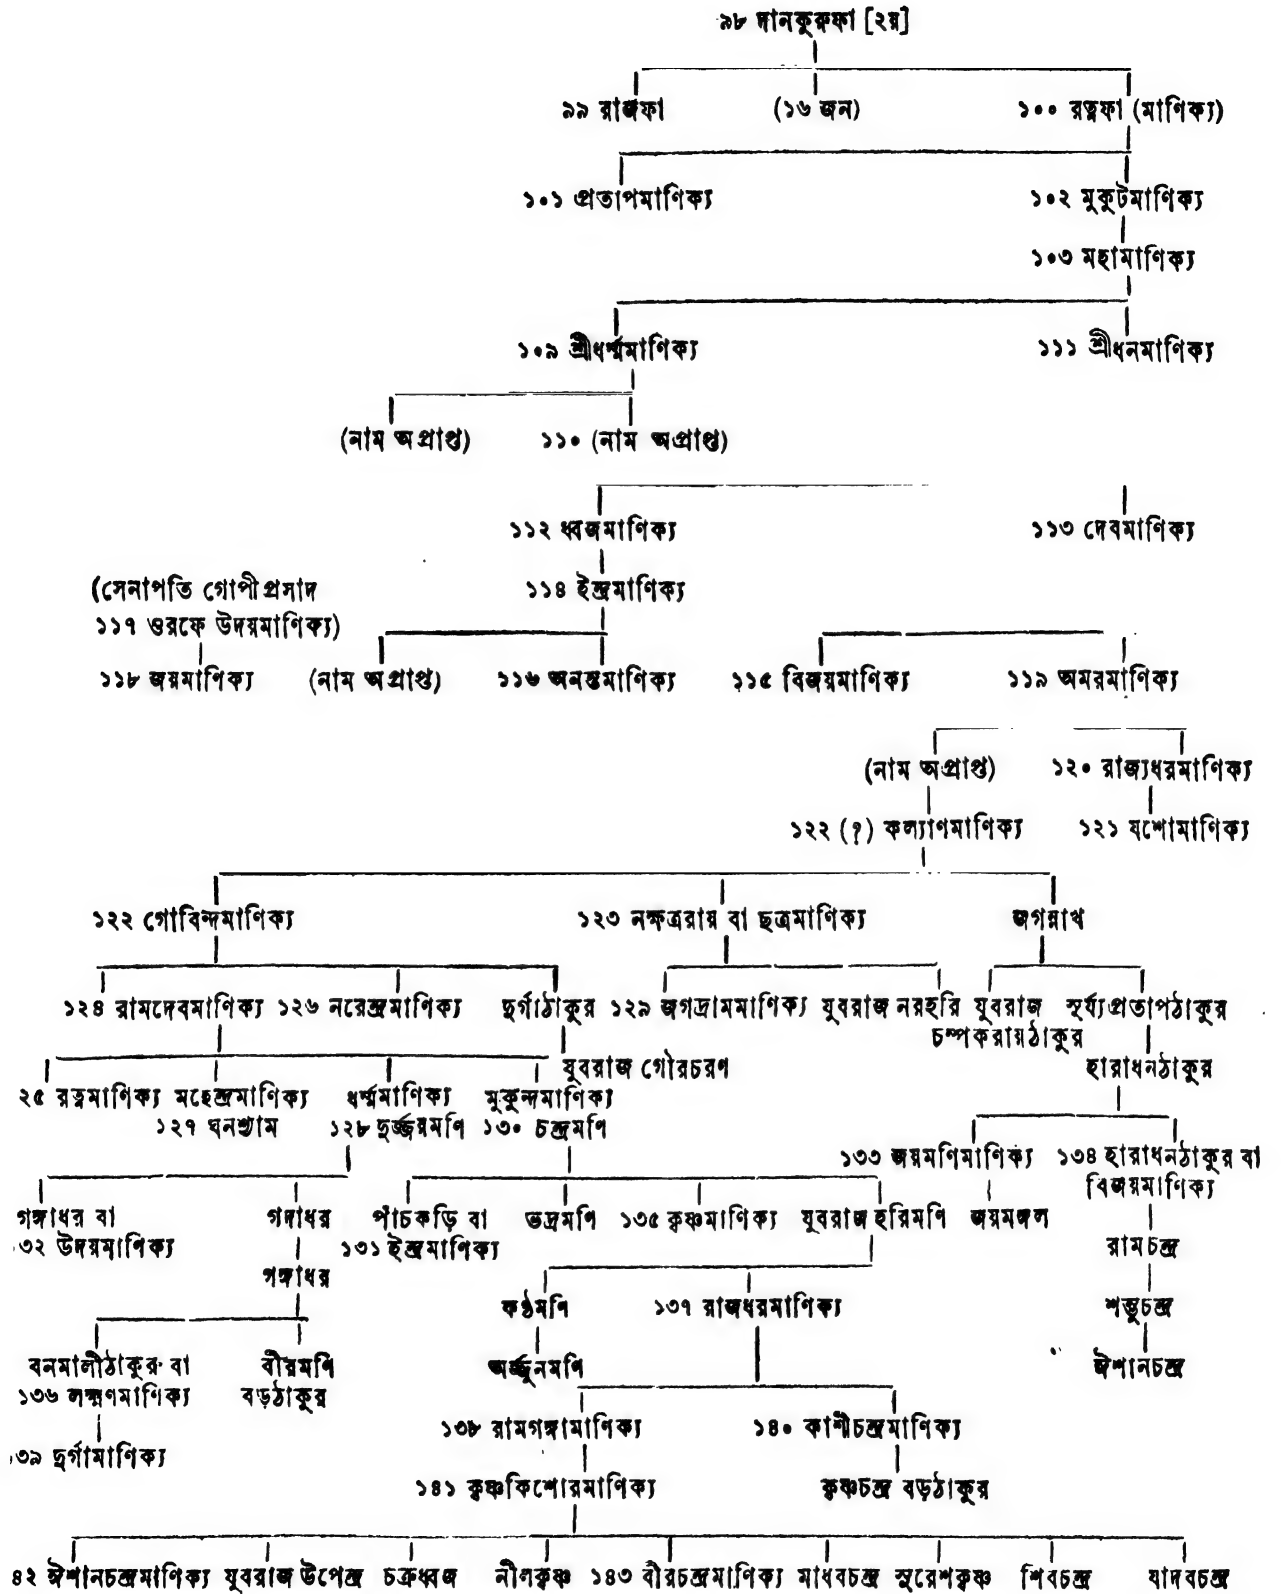 ৯৮ দানকুরুফা [২য়]
৯৯ রাজফা (১৬ জন) ১০০ রত্নফা (মাণিক্য)
১০১ প্রতাপমাণিক্য ১০২ মুকুটমাণিক্য
১০৩ মহামাণিক্য
১০৯ শ্রীধর্ম্মমাণিক্য ১১১ শ্রীধনমাণিক্য
(নাম অপ্রাপ্ত) ১১০ (নাম অপ্রাপ্ত)
১১২ ধ্বজমাণিক্য ১১৩ দেবমাণিক্য
(সেনাপতি গোপীপ্রসাদ ১১৪ ইন্দ্রমাণিক্য
১১৭ ওরফে উদয়মাণিক্য)
১১৮ জয়মাণিক্য (নাম অপ্রাপ্ত) ১১৬ অনন্তমাণিক্য ১১৫ বিজয়মাণিক্য ১১৯ অমরমাণিক্য
(নাম অপ্রাপ্ত) ১২০ রাজ্যধরমাণিক্য
১২২ (?) কল্যাণমাণিক্য ১২১ যশোমাণিক্য
১২২ গোবিন্দমাণিক্য ১২৩ নক্ষত্ররায় বা ছত্রমাণিক্য জগন্নাথ
১২৪ রামদেবমাণিক্য ১২৬ নরেন্দ্রমাণিক্য দুর্গাঠাকুর ১২৯ জগদ্রামমাণিক্য যুবরাজ নরহরি যুবরাজ সূর্য্যপ্রতাপঠাকুর
চম্পকরায়ঠাকুর
যুবরাজ গৌরচরণ হারাধনঠাকুর
২৫ রত্নমাণিক্য মহেন্দ্রমাণিক্য ধর্ম্মমাণিক্য মুকুন্দমাণিক্য
১২৭ ঘনশ্যাম ১২৮ দুর্জ্জয়মণি ১৩০ চন্দ্রমণি
১৩৩ জয়মণিমাণিক্য ১৩৪ হারাধনঠাকুর বা
বিজয়মাণিক্য
গঙ্গাধর বা গদাধর পাঁচকড়ি বা ভদ্রমণি ১৩৫ কৃষ্ণমাণিক্য যুবরাজ হরিমণি জয়মঙ্গল
৩২ উদয়মাণিক্য ১৩১ ইন্দ্রমাণিক্য রামচন্দ্র
গঙ্গাধর
কণ্ঠমণি ১৩৭ রাজধরমাণিক্য শম্ভুচন্দ্র
বনমালীঠাকুর বা বীরমণি অর্জ্জুনমণি ঈশানচন্দ্র
১৩৬ লক্ষ্মণমাণিক্য বড়ঠাকুর
১৩৮ রামগঙ্গামাণিক্য ১৪০ কাশীচন্দ্রমাণিক্য
৩৯ দুর্গামাণিক্য
১৪১ কৃষ্ণকিশোরমাণিক্য কৃষ্ণচন্দ্র বড়ঠাকুর
৪২ ঈশানচন্দ্রমাণিক্য যুবরাজ উপেন্দ্র চক্রধ্বজ নীলকৃষ্ণ ১৪৩ বীরচন্দ্রমাণিক্য মাধবচন্দ্র সুরেশকৃষ্ণ শিবচন্দ্র যাদবচন্দ্র